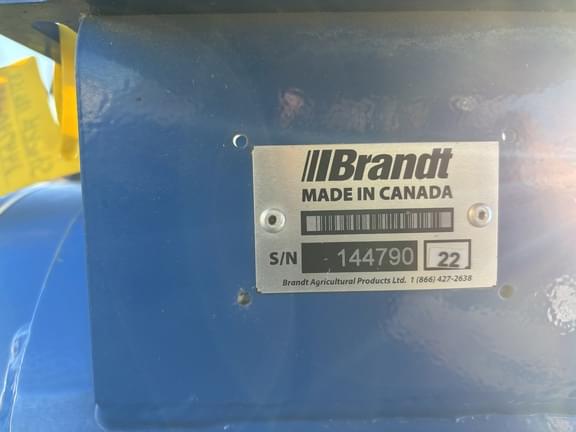 Brandt
MADE IN CANADA
S/N 144790 22
Brandt Agricultural Products Ltd. 1 (866) 427-2638